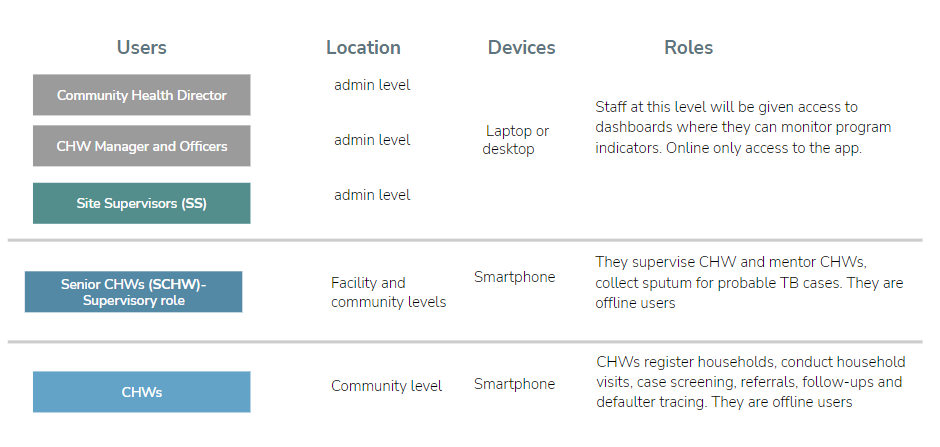 Users Location Devices Roles
Community Health Director
admin level
CHW Manager and Officers
admin level
Site Supervisors (SS)
admin level
Laptop or
desktop
Staff at this level will be given access to
dashboards where they can monitor program
indicators. Online only access to the app.
Senior CHWs (SCHW)-
Supervisory role
Facility and
community levels
Smartphone
They supervise CHW and mentor CHWs,
collect sputum for probable TB cases. They are
offline users
CHWs
Community level
Smartphone
CHWs register households, conduct household
visits, case screening, referrals, follow-ups and
defaulter tracing. They are offline users